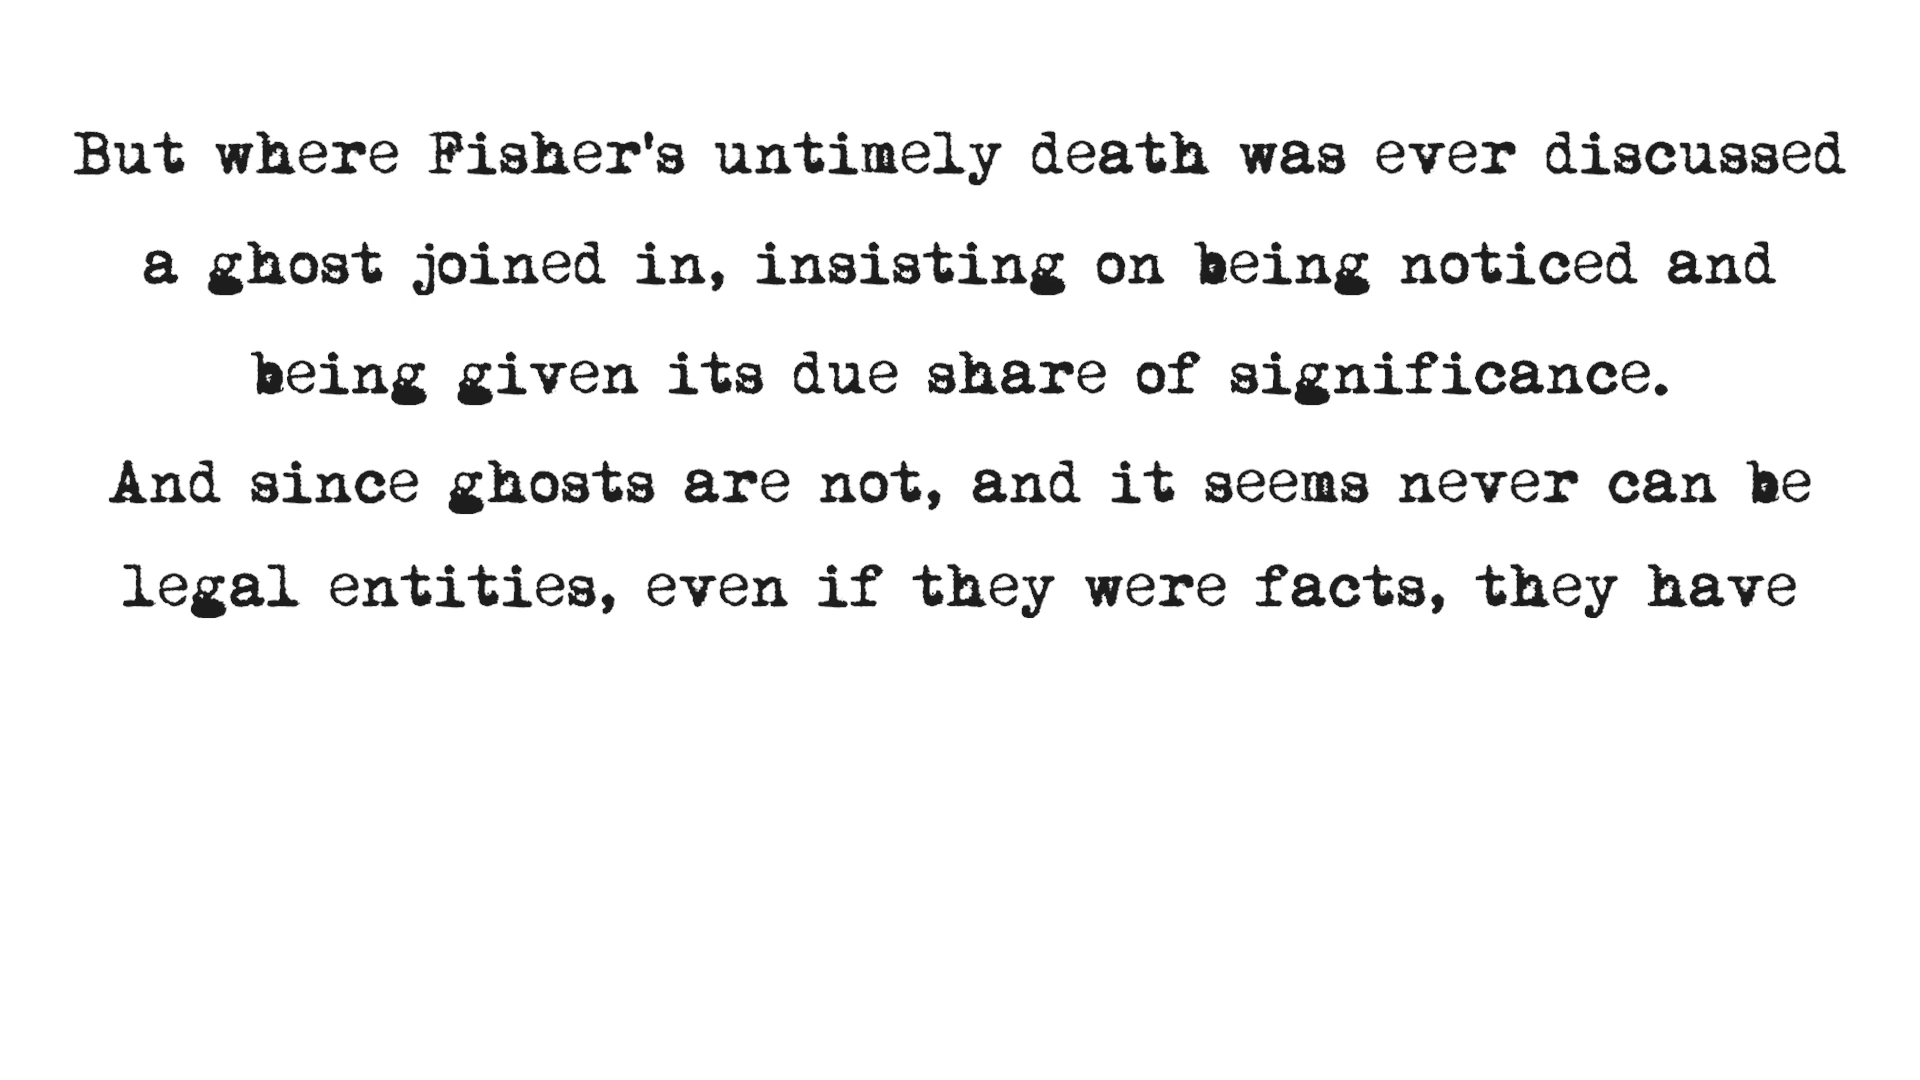 But where Fisher's untimely death was ever discussed
a ghost joined in, insisting on being noticed and
being given its due share of significance.
And since ghosts are not, and it seems never can be
legal entities, even if they were facts, they have